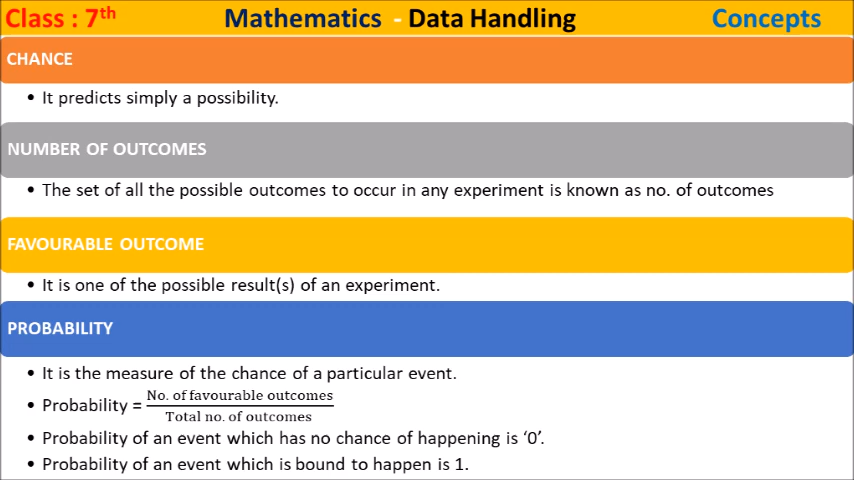 Class : 7th Mathematics - Data Handling Concepts
CHANCE
• It predicts simply a possibility.
NUMBER OF OUTCOMES
• The set of all the possible outcomes to occur in any experiment is known as no. of outcomes
FAVOURABLE OUTCOME
• It is one of the possible result(s) of an experiment.
PROBABILITY
• It is the measure of the chance of a particular event.
• Probability = No. of favourable outcomes
Total no. of outcomes
• Probability of an event which has no chance of happening is ‘0’.
• Probability of an event which is bound to happen is 1.